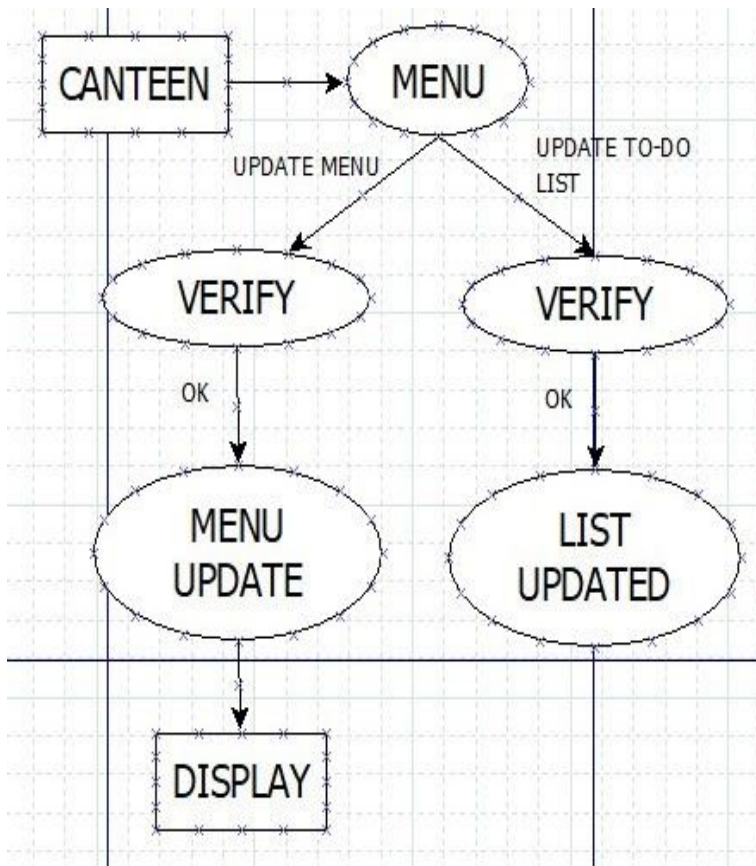 CANTEEN
MENU
UPDATE MENU
UPDATE TO-DO
LIST
VERIFY
VERIFY
OK
OK
MENU
UPDATE
LIST
UPDATED
DISPLAY